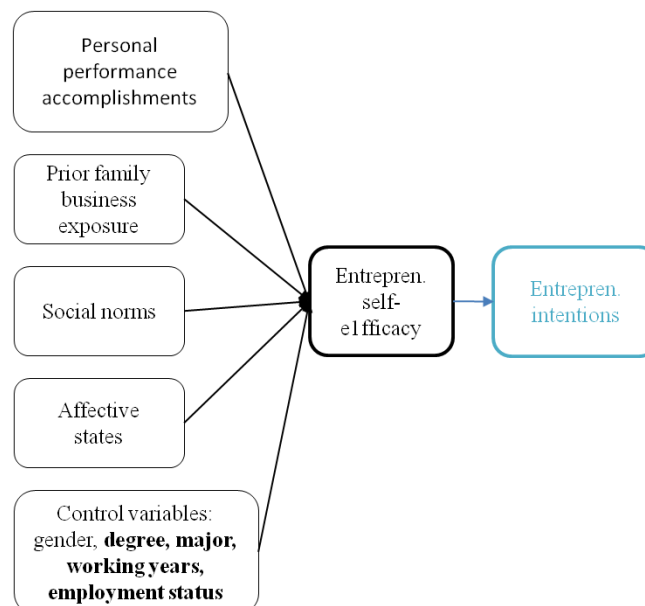 Personal
performance
accomplishments
Prior family
business
exposure
Social norms
Affective
states
Control variables:
gender, degree, major,
working years,
employment status
Entrepren.
self-
e1fficacy
Entrepren.
intentions